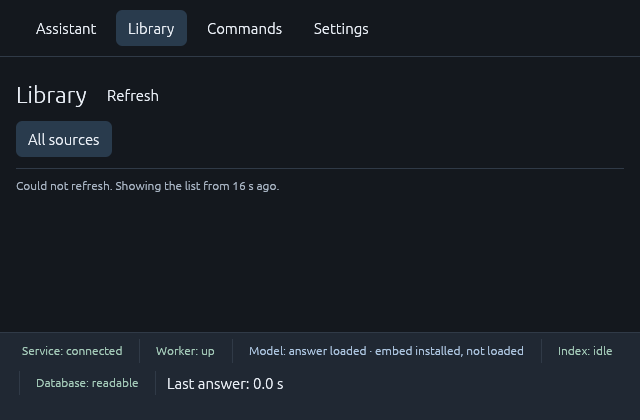 Assistant Library Commands Settings
Library Refresh
All sources
Could not refresh. Showing the list from 16 s ago.
Service: connected Worker: up Model: answer loaded · embed installed, not loaded Index: idle
Database: readable Last answer: 0.0 s